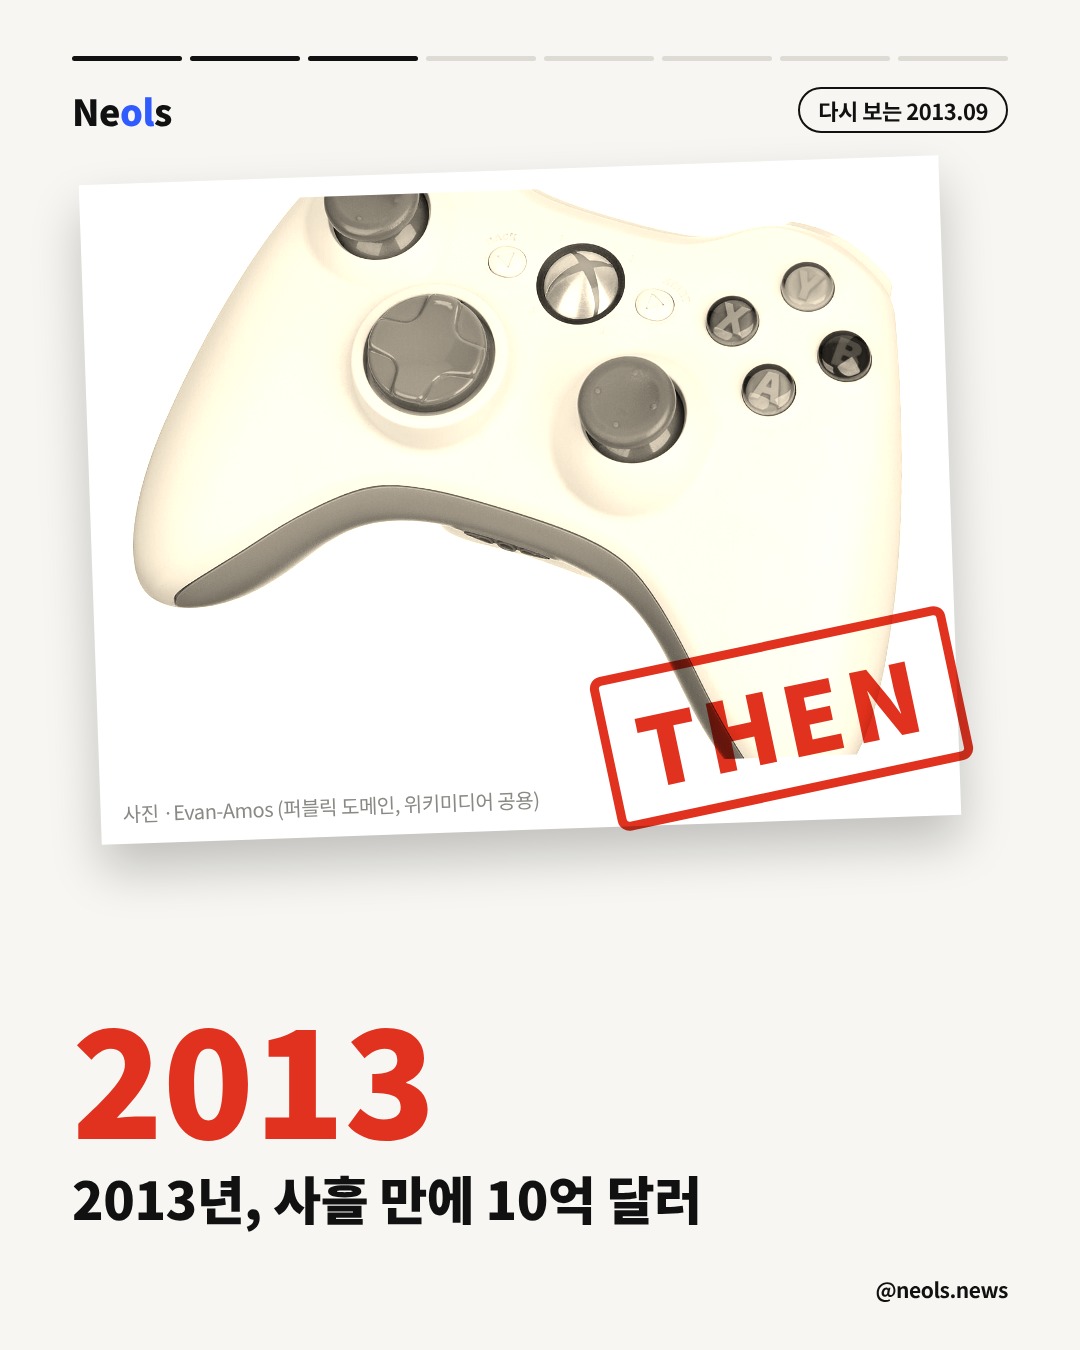 Neols
다시 보는 2013.09
Y
X
B
A
THEN
사진 · Evan-Amos (퍼블릭 도메인, 위키미디어 공용)
2013
2013년, 사흘 만에 10억 달러
@neols.news